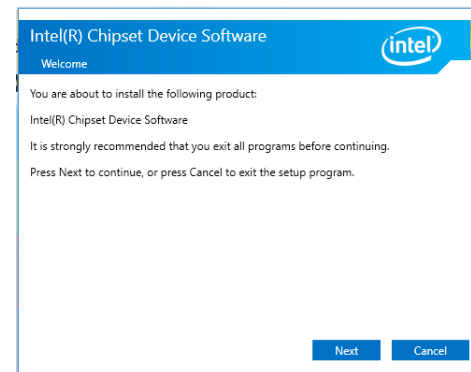 Intel(R) Chipset Device Software
intel
Welcome
You are about to install the following product:
Intel(R) Chipset Device Software
It is strongly recommended that you exit all programs before continuing.
Press Next to continue, or press Cancel to exit the setup program.
Next Cancel